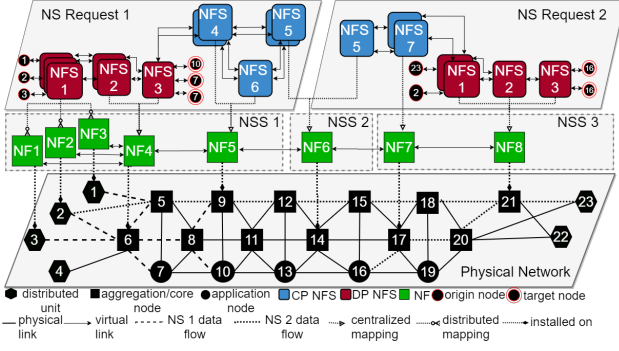 NS Request 1
NFS 4
NFS 5
NFS 6
1
2
3
NFS 1
NFS 2
NFS 3
10
7
7
NS Request 2
NFS 5
NFS 7
23
2
NFS 1
NFS 2
NFS 3
16
16
NSS 1
NSS 2
NSS 3
NF1
NF2
NF3
NF4
NF5
NF6
NF7
NF8
1
2
3
4
5
9
12
15
18
21
23
6
8
11
14
17
20
22
7
10
13
16
19
Physical Network
distributed unit
aggregation/core node
application node
CP NFS
DP NFS
NF
origin node
target node
physical link
virtual link
NS 1 data flow
NS 2 data flow
centralized mapping
distributed mapping
installed on